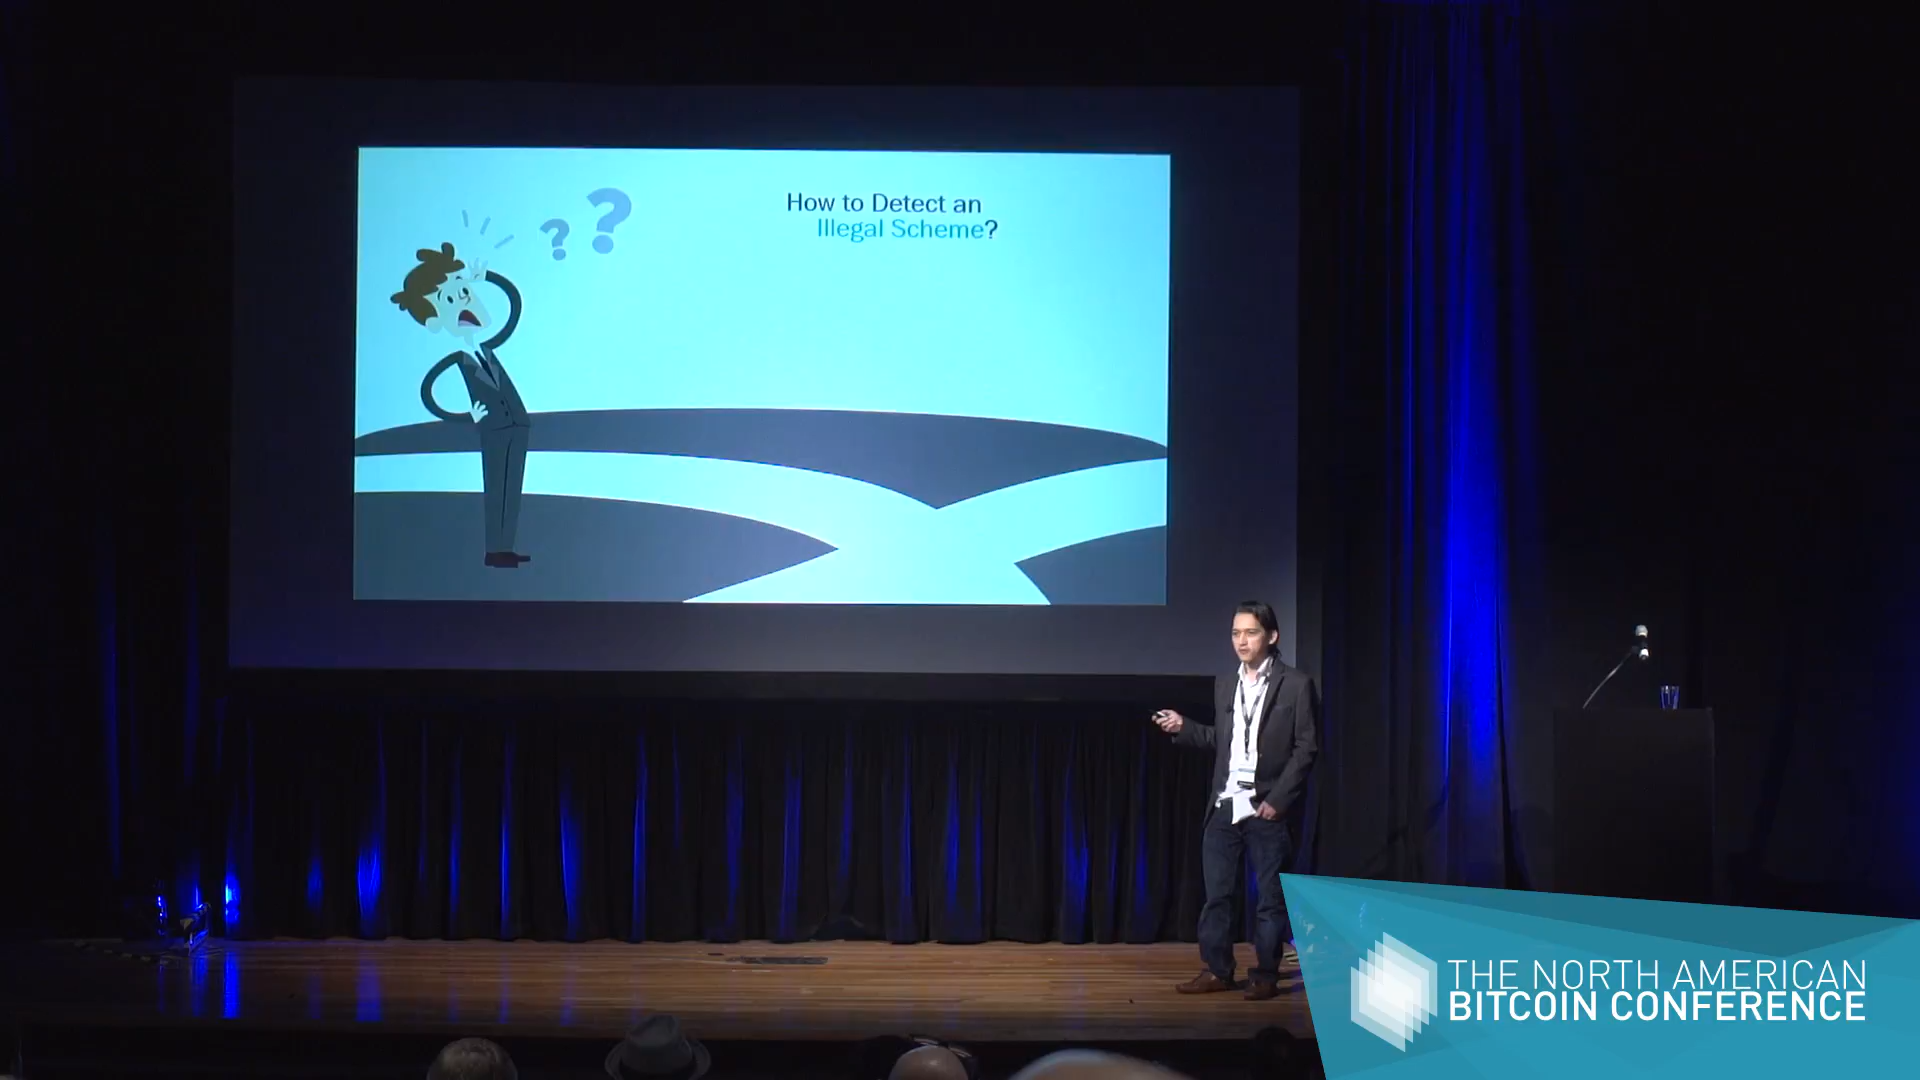 ? ?
How to Detect an
Illegal Scheme?
THE NORTH AMERICAN
BITCOIN CONFERENCE